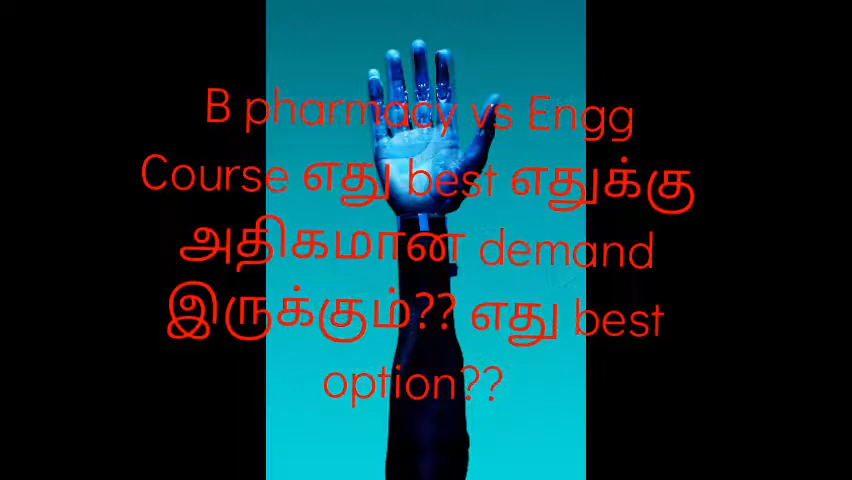 B pharmacy vs Engg
Course எது best எதுக்கு
அதிகமான demand
இருக்கும்?? எது best
option??